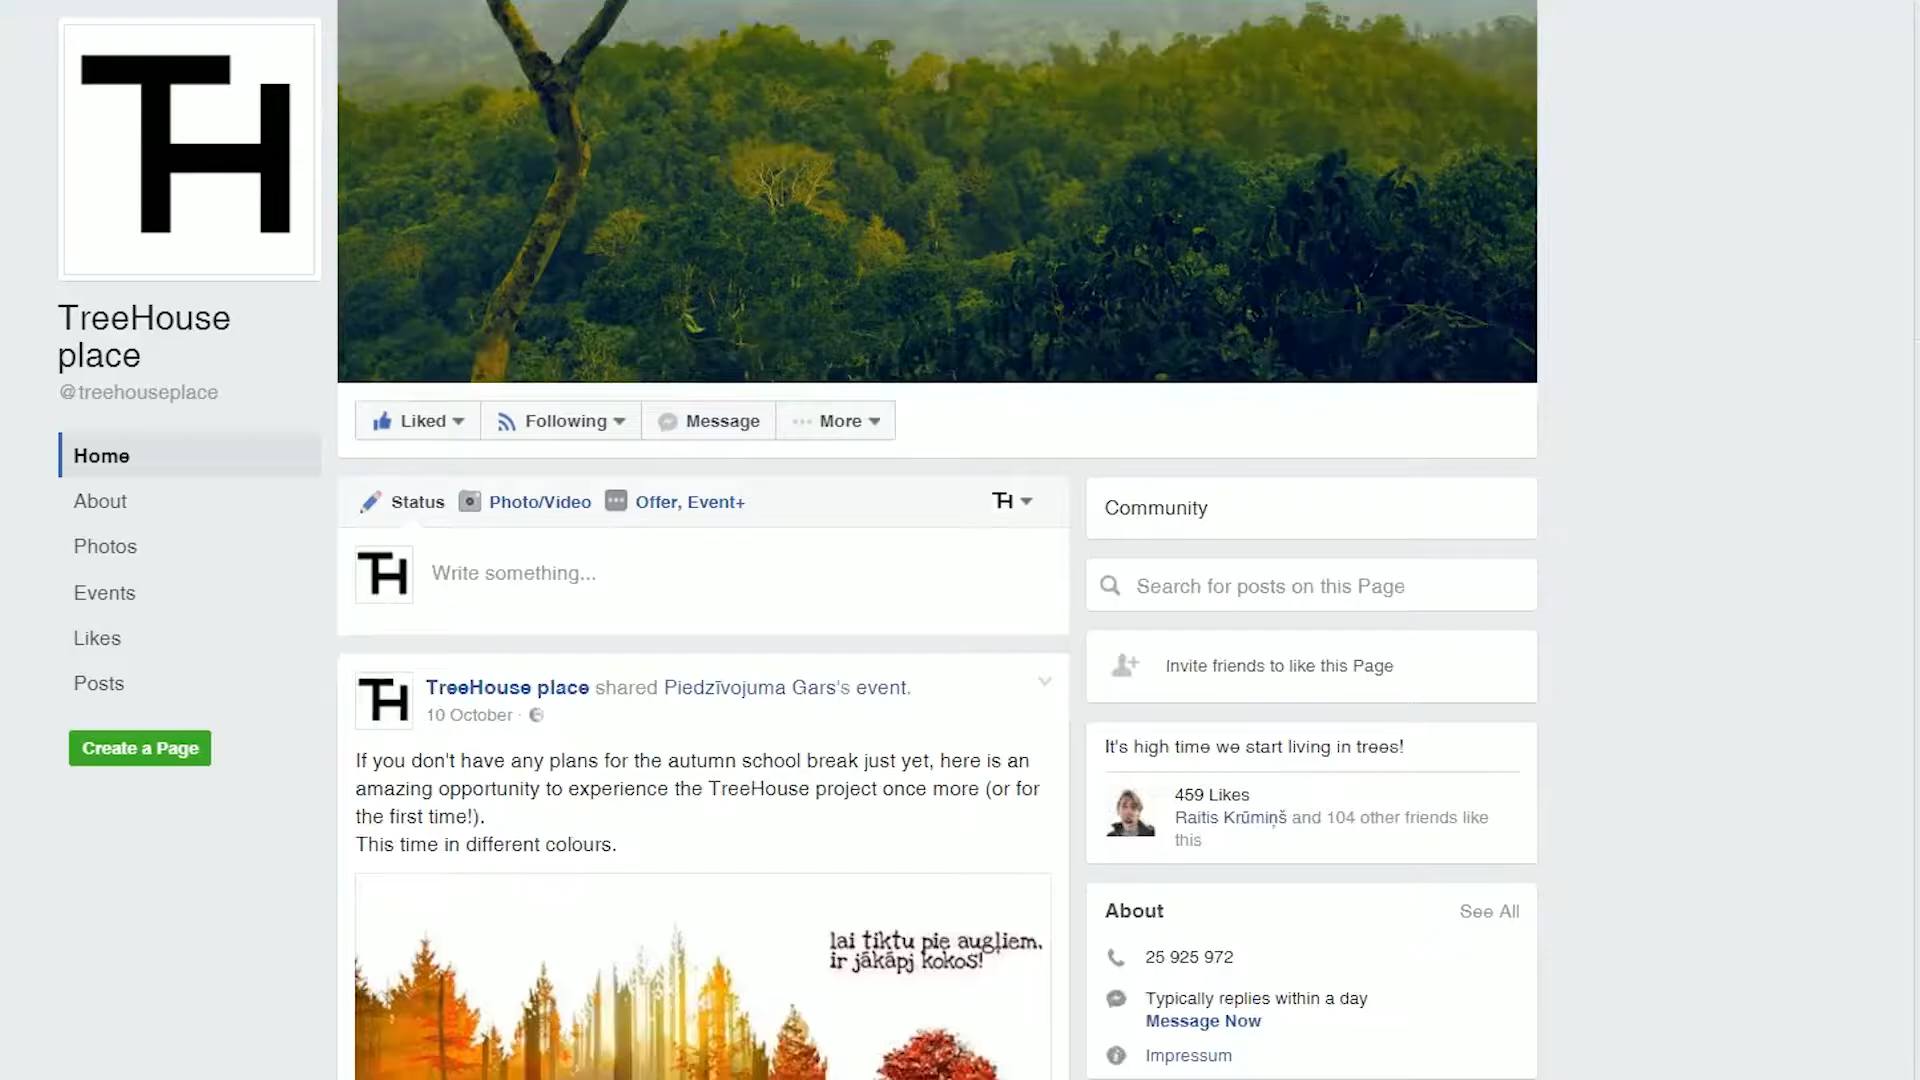 TH
TreeHouse
place
@treehouseplace
Home
About
Photos
Events
Likes
Posts
Create a Page
Liked
Following
Message
More
Status
Photo/Video
Offer, Event+
TH
TH
Write something...
TH
TreeHouse place shared Piedzīvojuma Gars's event.
10 October ·
If you don't have any plans for the autumn school break just yet, here is an
amazing opportunity to experience the TreeHouse project once more (or for
the first time!).
This time in different colours.
lai tiktu pie augļiem,
ir jākāpj kokos!
Community
Search for posts on this Page
Invite friends to like this Page
It's high time we start living in trees!
459 Likes
Raitis Krūmiņš and 104 other friends like
this
About
See All
25 925 972
Typically replies within a day
Message Now
Impressum